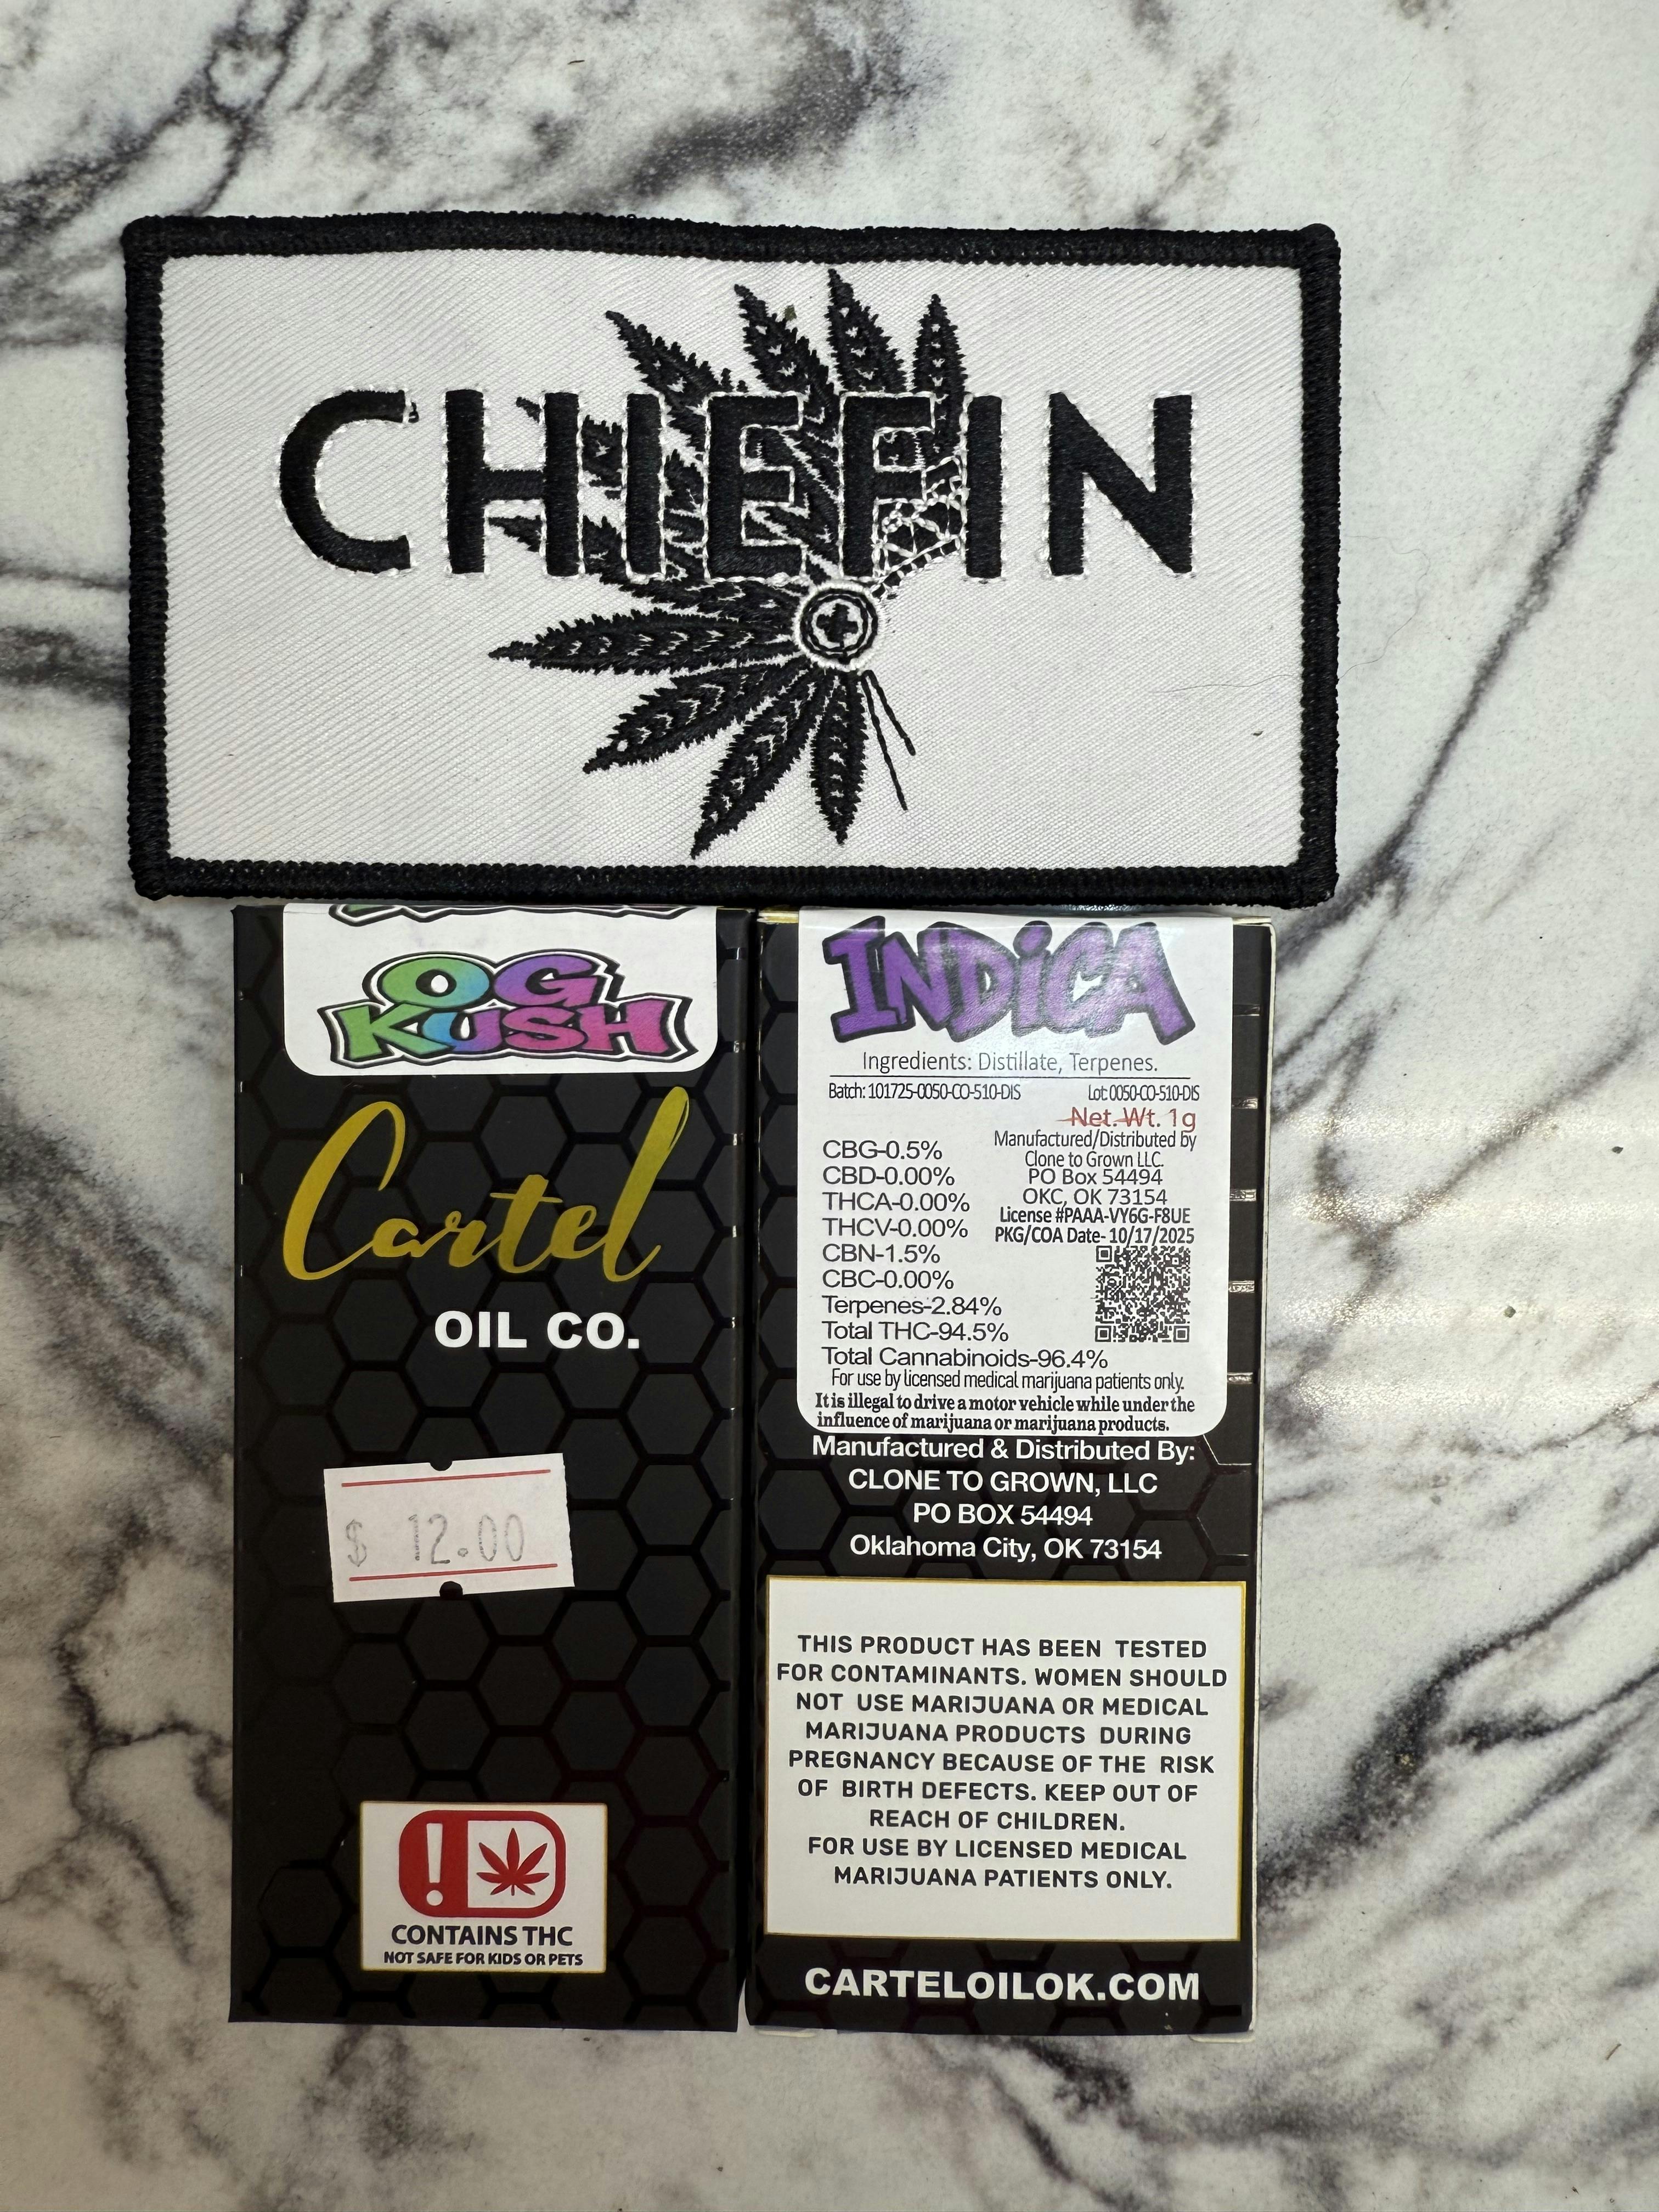 CHIEFIN
OG
KUSH
Cartel
OIL CO.
$ 12.00
CONTAINS THC
NOT SAFE FOR KIDS OR PETS
INDiCA
Ingredients: Distillate, Terpenes.
Batch: 101725-0050-CO-510-DIS Lot: 0050-CO-510-DIS
Net. Wt. 1g
Manufactured/Distributed by
Clone to Grown LLC.
PO Box 54494
OKC, OK 73154
License #PAAA-VY6G-F8UE
PKG/COA Date- 10/17/2025
CBG-0.5%
CBD-0.00%
THCA-0.00%
THCV-0.00%
CBN-1.5%
CBC-0.00%
Terpenes-2.84%
Total THC-94.5%
Total Cannabinoids-96.4%
For use by licensed medical marijuana patients only.
It is illegal to drive a motor vehicle while under the
influence of marijuana or marijuana products.
Manufactured & Distributed By:
CLONE TO GROWN, LLC
PO BOX 54494
Oklahoma City, OK 73154
THIS PRODUCT HAS BEEN TESTED
FOR CONTAMINANTS. WOMEN SHOULD
NOT USE MARIJUANA OR MEDICAL
MARIJUANA PRODUCTS DURING
PREGNANCY BECAUSE OF THE RISK
OF BIRTH DEFECTS. KEEP OUT OF
REACH OF CHILDREN.
FOR USE BY LICENSED MEDICAL
MARIJUANA PATIENTS ONLY.
CARTELOILOK.COM